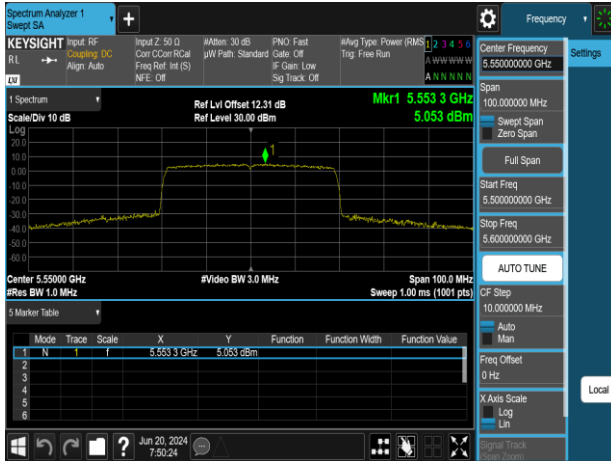 Spectrum Analyzer 1
Swept SA
Frequency
KEYSIGHT
Input: RF
Coupling: DC
Align: Auto
RL
LXI
Input Z: 50 Ω
Corr CCorr RCal
Freq Ref: Int (S)
NFE: Off
#Atten: 30 dB
µW Path: Standard
PNO: Fast
Gate: Off
IF Gain: Low
Sig Track: Off
#Avg Type: Power (RMS
Trig: Free Run
1 2 3 4 5 6
A W W W W W
A N N N N N
Center Frequency
5.550000000 GHz
Settings
Span
100.000000 MHz
Swept Span
Zero Span
Full Span
Start Freq
5.500000000 GHz
Stop Freq
5.600000000 GHz
AUTO TUNE
CF Step
10.000000 MHz
Auto
Man
Freq Offset
0 Hz
X Axis Scale
Log
Lin
Signal Track
(Span Zoom)
Local
1 Spectrum
Scale/Div 10 dB
Ref Lvl Offset 12.31 dB
Ref Level 30.00 dBm
Mkr1 5.553 3 GHz
5.053 dBm
Log
20.0
10.0
0.00
-10.0
-20.0
-30.0
-40.0
-50.0
-60.0
1
Center 5.55000 GHz
#Res BW 1.0 MHz
#Video BW 3.0 MHz
Span 100.0 MHz
Sweep 1.00 ms (1001 pts)
5 Marker Table
Mode Trace Scale X Y Function Function Width Function Value
1 N 1 f 5.553 3 GHz 5.053 dBm
2
3
4
5
6
?
Jun 20, 2024
7:50:24